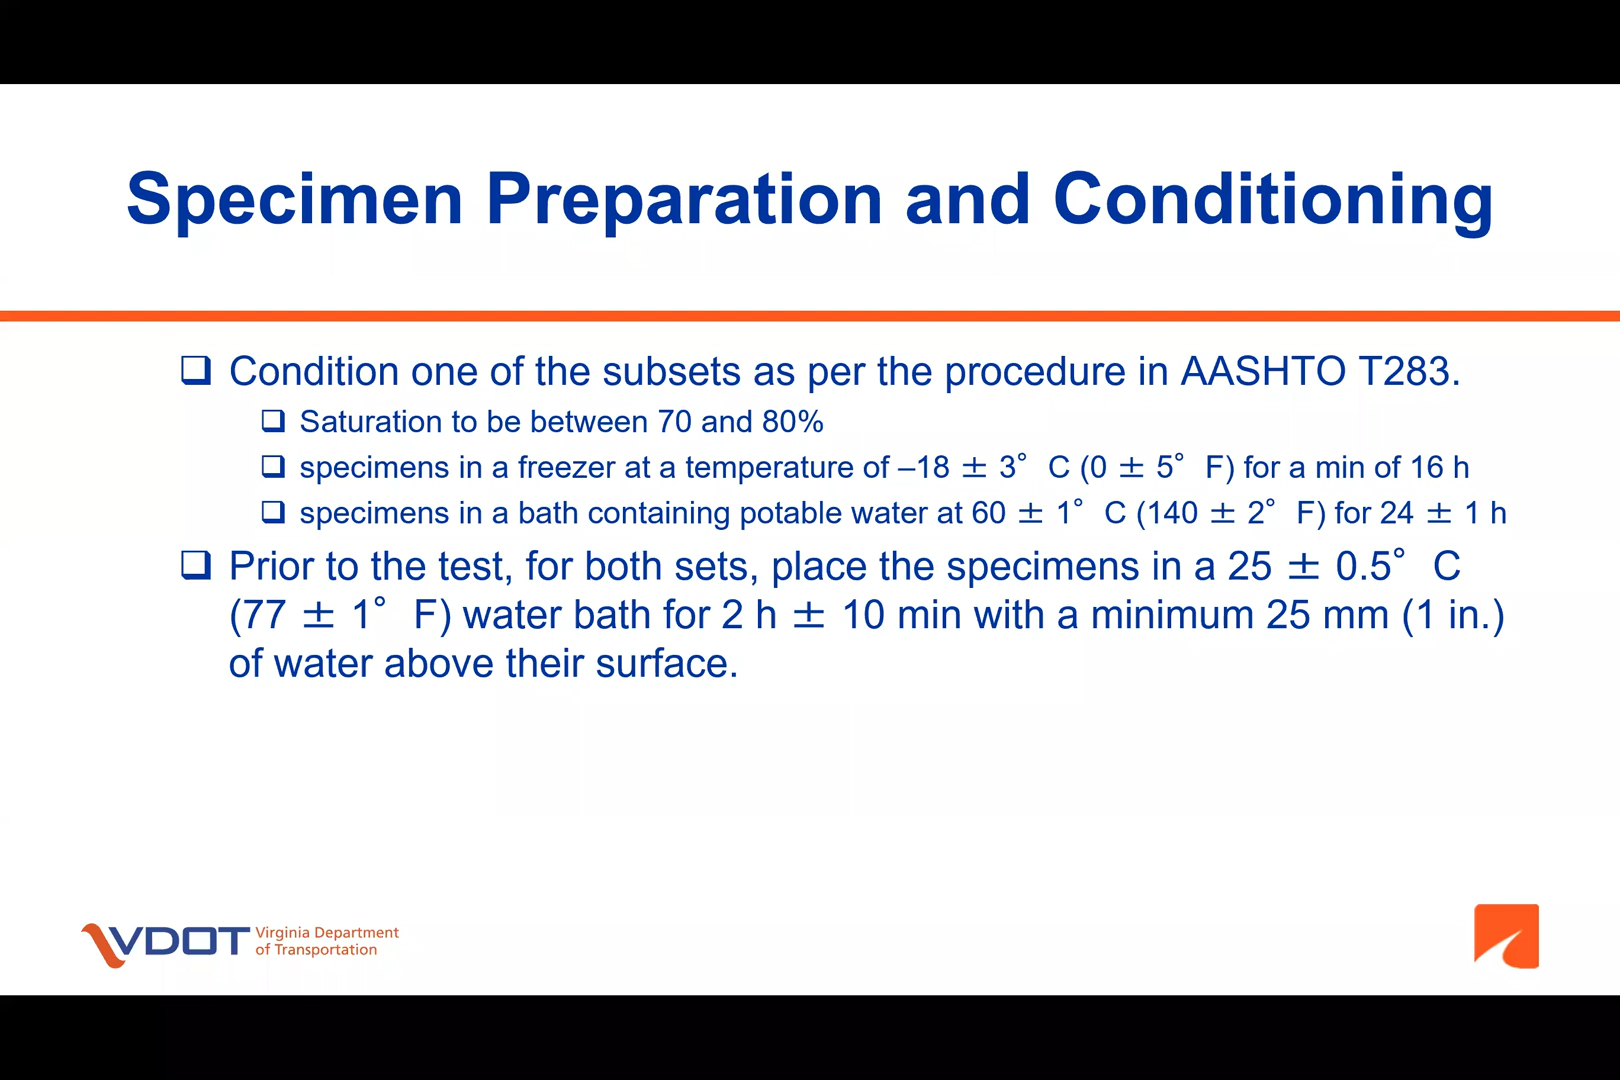 Specimen Preparation and Conditioning
❑ Condition one of the subsets as per the procedure in AASHTO T283.
❑ Saturation to be between 70 and 80%
❑ specimens in a freezer at a temperature of –18 ± 3° C (0 ± 5° F) for a min of 16 h
❑ specimens in a bath containing potable water at 60 ± 1° C (140 ± 2° F) for 24 ± 1 h
❑ Prior to the test, for both sets, place the specimens in a 25 ± 0.5° C
(77 ± 1° F) water bath for 2 h ± 10 min with a minimum 25 mm (1 in.)
of water above their surface.
VDOT Virginia Department
of Transportation